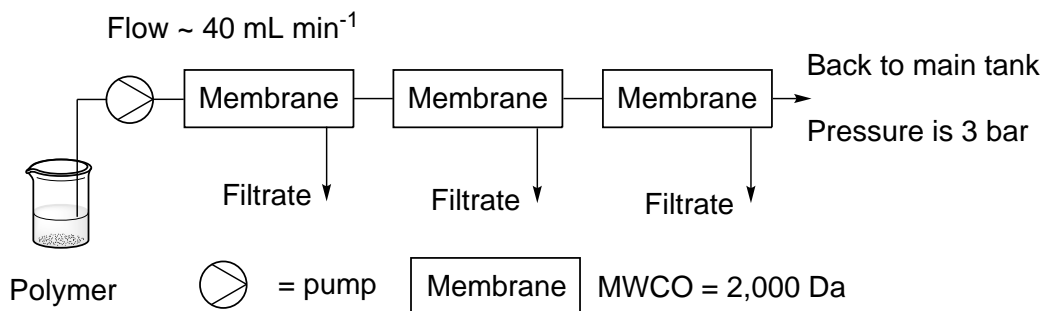 Flow ~ 40 mL min⁻¹
Membrane
Membrane
Membrane
Back to main tank
Pressure is 3 bar
Filtrate
Filtrate
Filtrate
Polymer
= pump
Membrane
MWCO = 2,000 Da